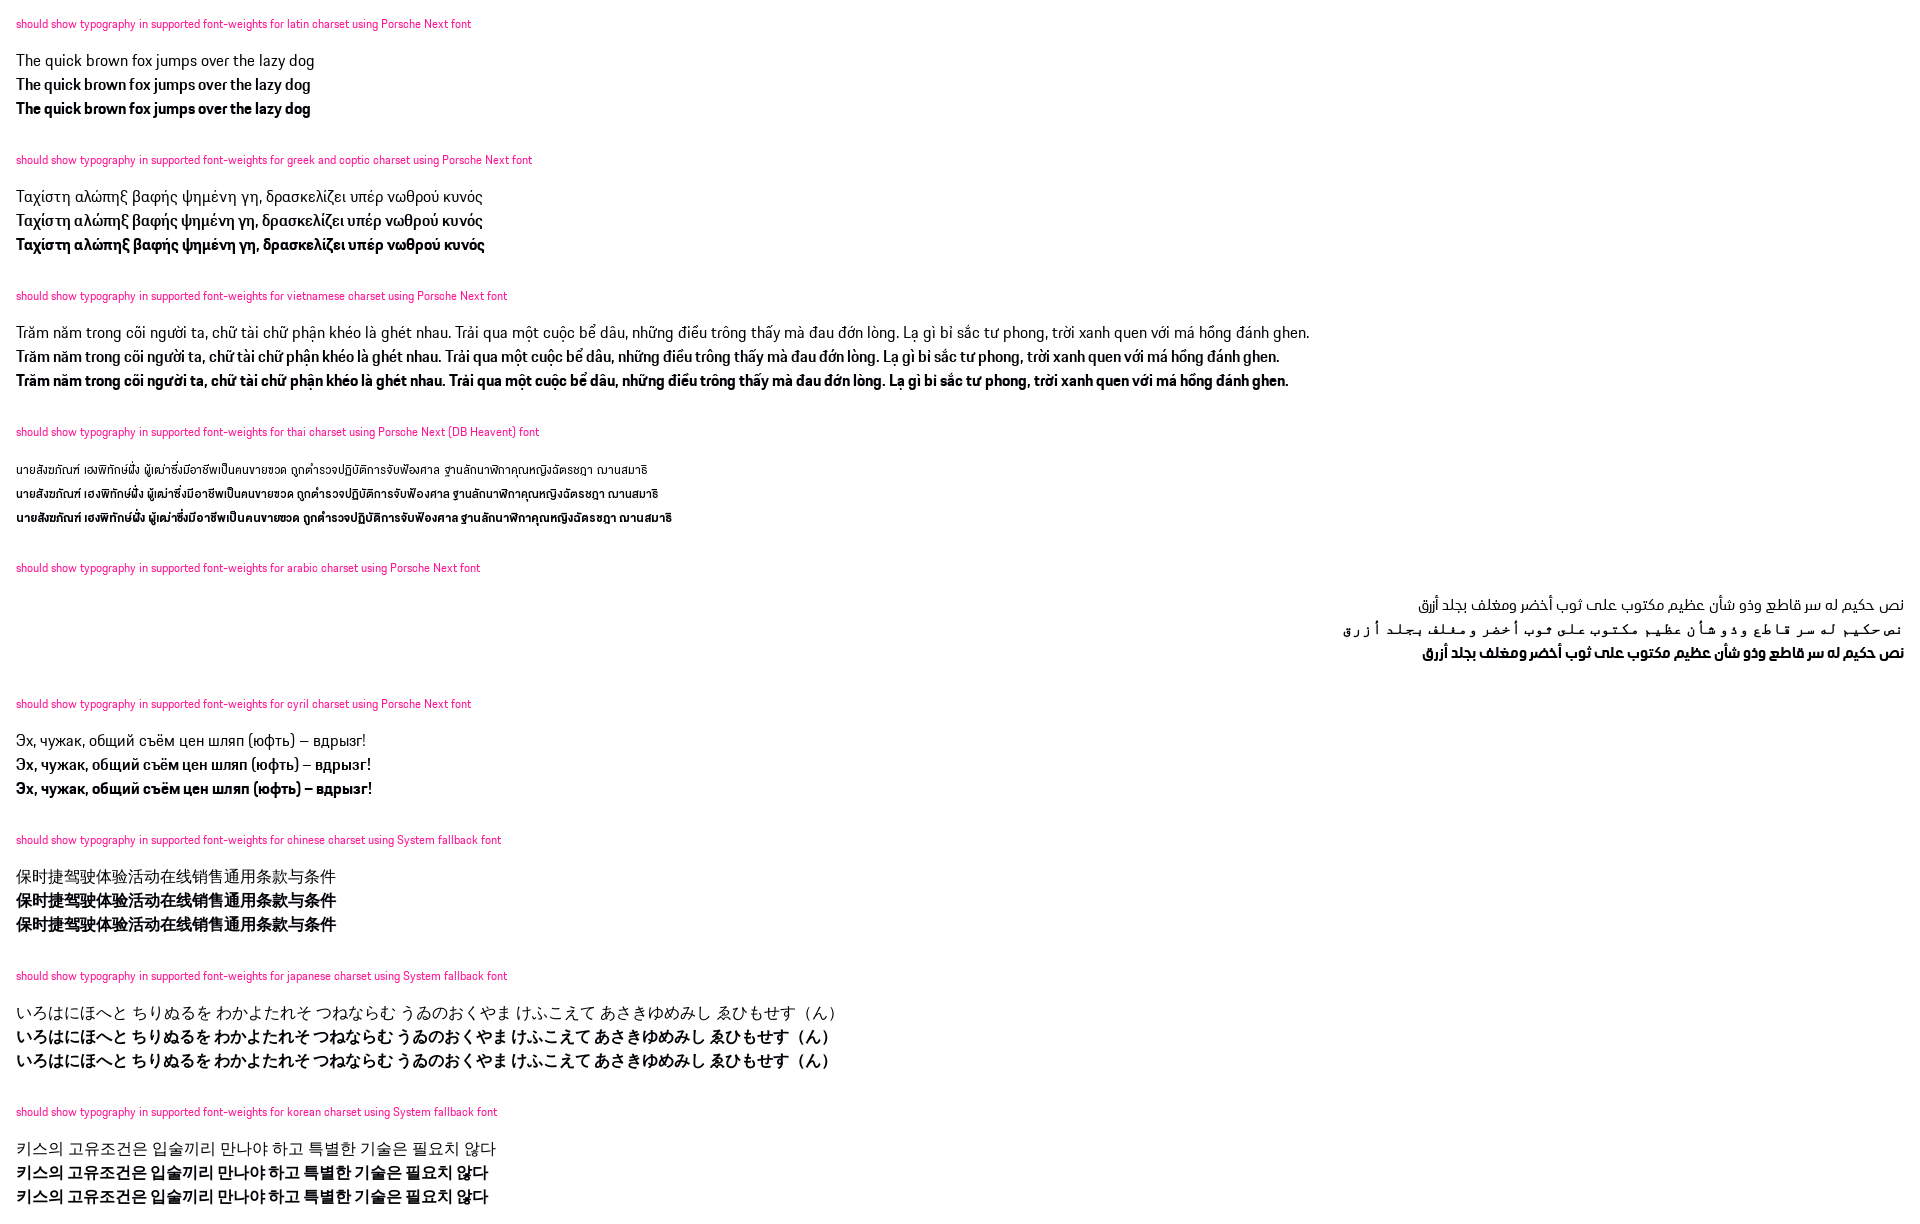 should show typography in supported font-weights for latin charset using Porsche Next font
The quick brown fox jumps over the lazy dog
The quick brown fox jumps over the lazy dog
The quick brown fox jumps over the lazy dog
should show typography in supported font-weights for greek and coptic charset using Porsche Next font
Ταχίστη αλώπηξ βαφής ψημένη γη, δρασκελίζει υπέρ νωθρού κυνός
Ταχίστη αλώπηξ βαφής ψημένη γη, δρασκελίζει υπέρ νωθρού κυνός
Ταχίστη αλώπηξ βαφής ψημένη γη, δρασκελίζει υπέρ νωθρού κυνός
should show typography in supported font-weights for vietnamese charset using Porsche Next font
Trăm năm trong cõi người ta, chữ tài chữ phận khéo là ghét nhau. Trải qua một cuộc bể dâu, những điều trông thấy mà đau đớn lòng. Lạ gì bỉ sắc tư phong, trời xanh quen với má hồng đánh ghen.
Trăm năm trong cõi người ta, chữ tài chữ phận khéo là ghét nhau. Trải qua một cuộc bể dâu, những điều trông thấy mà đau đớn lòng. Lạ gì bỉ sắc tư phong, trời xanh quen với má hồng đánh ghen.
Trăm năm trong cõi người ta, chữ tài chữ phận khéo là ghét nhau. Trải qua một cuộc bể dâu, những điều trông thấy mà đau đớn lòng. Lạ gì bỉ sắc tư phong, trời xanh quen với má hồng đánh ghen.
should show typography in supported font-weights for thai charset using Porsche Next (DB Heavent) font
นายสังฆภัณฑ์ เฮงพิทักษ์ฝั่ง ผู้เฒ่าซึ่งมีอาชีพเป็นฅนขายฃวด ถูกตำรวจปฏิบัติการจับฟ้องศาล ฐานลักนาฬิกาคุณหญิงฉัตรชฎา ฌานสมาธิ
นายสังฆภัณฑ์ เฮงพิทักษ์ฝั่ง ผู้เฒ่าซึ่งมีอาชีพเป็นฅนขายฃวด ถูกตำรวจปฏิบัติการจับฟ้องศาล ฐานลักนาฬิกาคุณหญิงฉัตรชฎา ฌานสมาธิ
นายสังฆภัณฑ์ เฮงพิทักษ์ฝั่ง ผู้เฒ่าซึ่งมีอาชีพเป็นฅนขายฃวด ถูกตำรวจปฏิบัติการจับฟ้องศาล ฐานลักนาฬิกาคุณหญิงฉัตรชฎา ฌานสมาธิ
should show typography in supported font-weights for arabic charset using Porsche Next font
نص حكيم له سر قاطع وذو شأن عظيم مكتوب على ثوب أخضر ومغلف بجلد أزرق
نص حكيم له سر قاطع وذو شأن عظيم مكتوب على ثوب أخضر ومغلف بجلد أزرق
نص حكيم له سر قاطع وذو شأن عظيم مكتوب على ثوب أخضر ومغلف بجلد أزرق
should show typography in supported font-weights for cyril charset using Porsche Next font
Эх, чужак, общий съём цен шляп (юфть) – вдрызг!
Эх, чужак, общий съём цен шляп (юфть) – вдрызг!
Эх, чужак, общий съём цен шляп (юфть) – вдрызг!
should show typography in supported font-weights for chinese charset using System fallback font
保时捷驾驶体验活动在线销售通用条款与条件
保时捷驾驶体验活动在线销售通用条款与条件
保时捷驾驶体验活动在线销售通用条款与条件
should show typography in supported font-weights for japanese charset using System fallback font
いろはにほへと ちりぬるを わかよたれそ つねならむ うゐのおくやま けふこえて あさきゆめみし ゑひもせす（ん）
いろはにほへと ちりぬるを わかよたれそ つねならむ うゐのおくやま けふこえて あさきゆめみし ゑひもせす（ん）
いろはにほへと ちりぬるを わかよたれそ つねならむ うゐのおくやま けふこえて あさきゆめみし ゑひもせす（ん）
should show typography in supported font-weights for korean charset using System fallback font
키스의 고유조건은 입술끼리 만나야 하고 특별한 기술은 필요치 않다
키스의 고유조건은 입술끼리 만나야 하고 특별한 기술은 필요치 않다
키스의 고유조건은 입술끼리 만나야 하고 특별한 기술은 필요치 않다